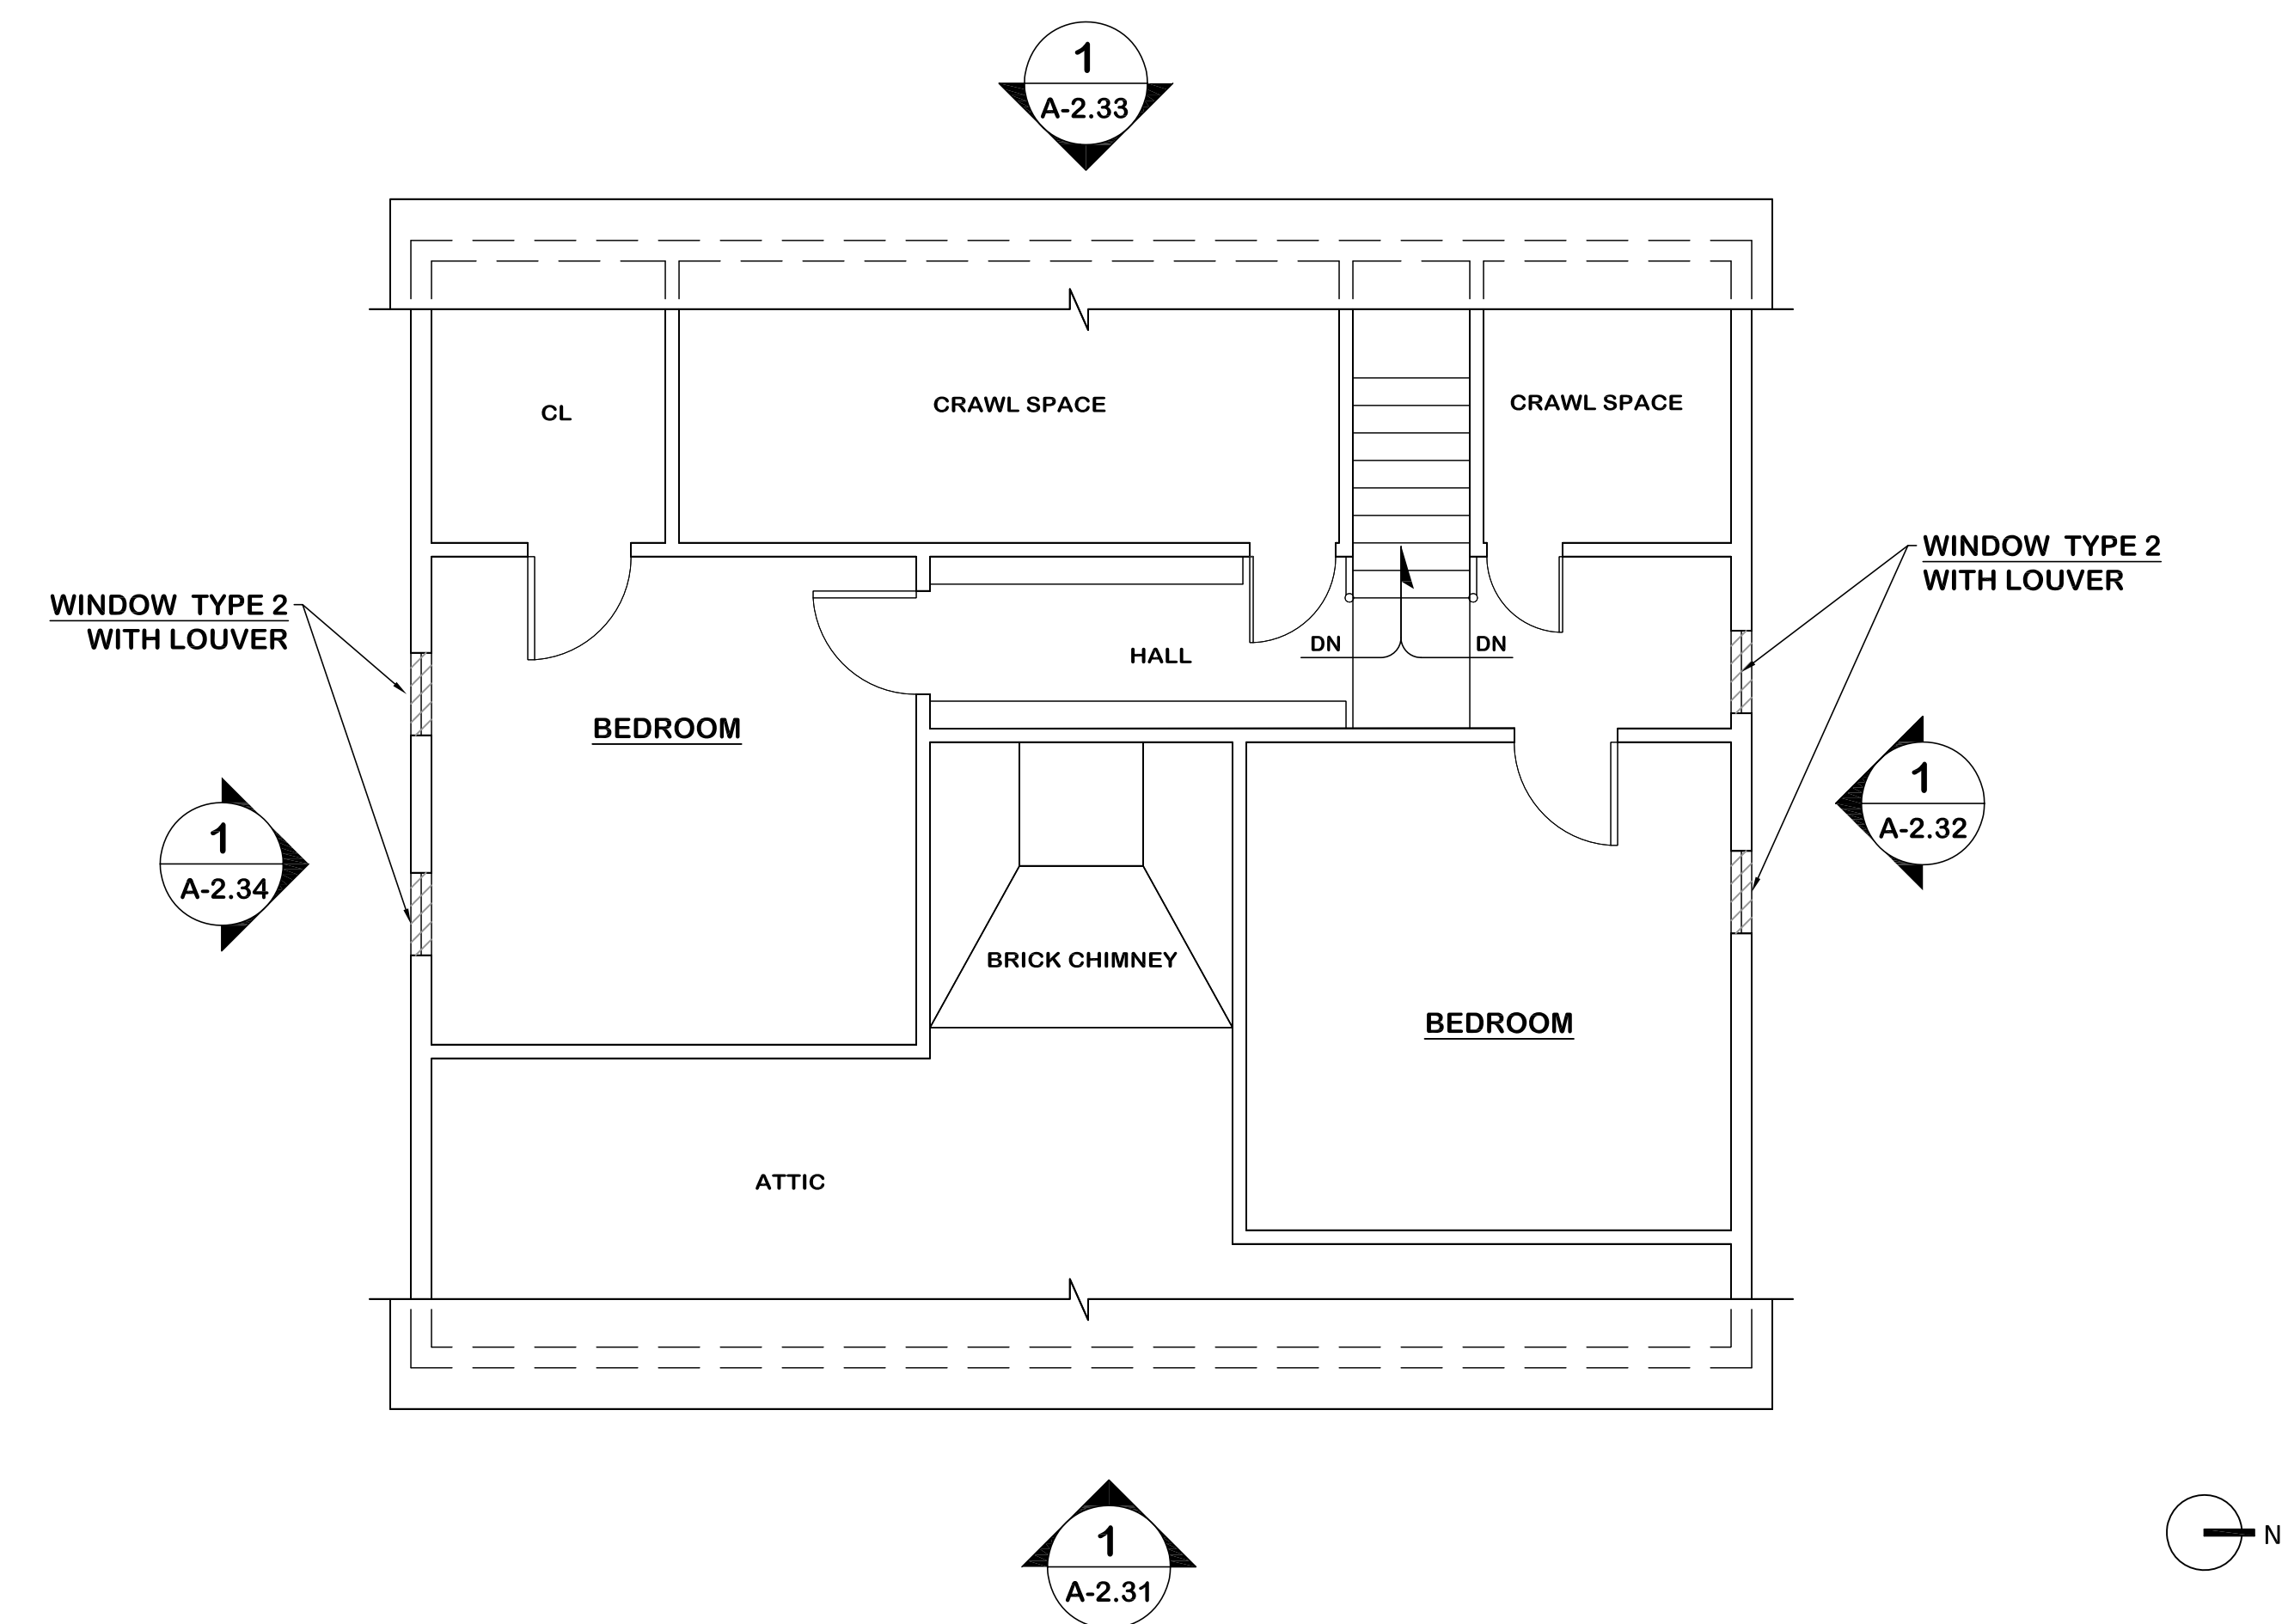 1
A-2.33
CL
CRAWL SPACE
CRAWL SPACE
WINDOW TYPE 2
WITH LOUVER
WINDOW TYPE 2
WITH LOUVER
HALL
DN
DN
BEDROOM
1
A-2.34
1
A-2.32
BRICK CHIMNEY
BEDROOM
ATTIC
1
A-2.31
N